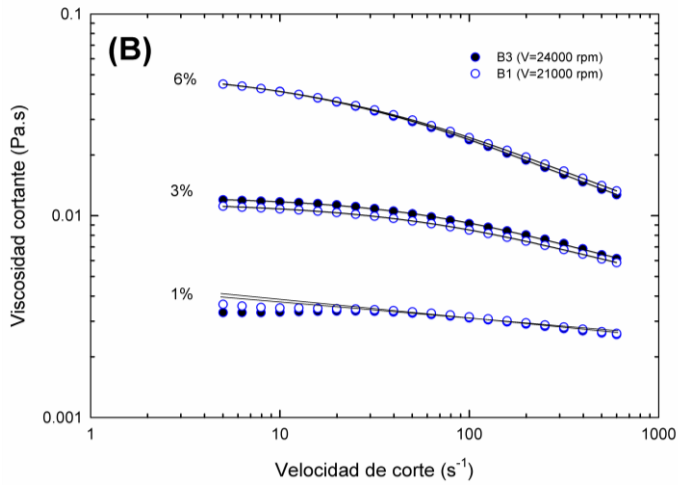 0.1
(B)
B3 (V=24000 rpm)
B1 (V=21000 rpm)
6%
Viscosidad cortante (Pa.s)
0.01
3%
1%
0.001
1
10
100
1000
Velocidad de corte (s⁻¹)